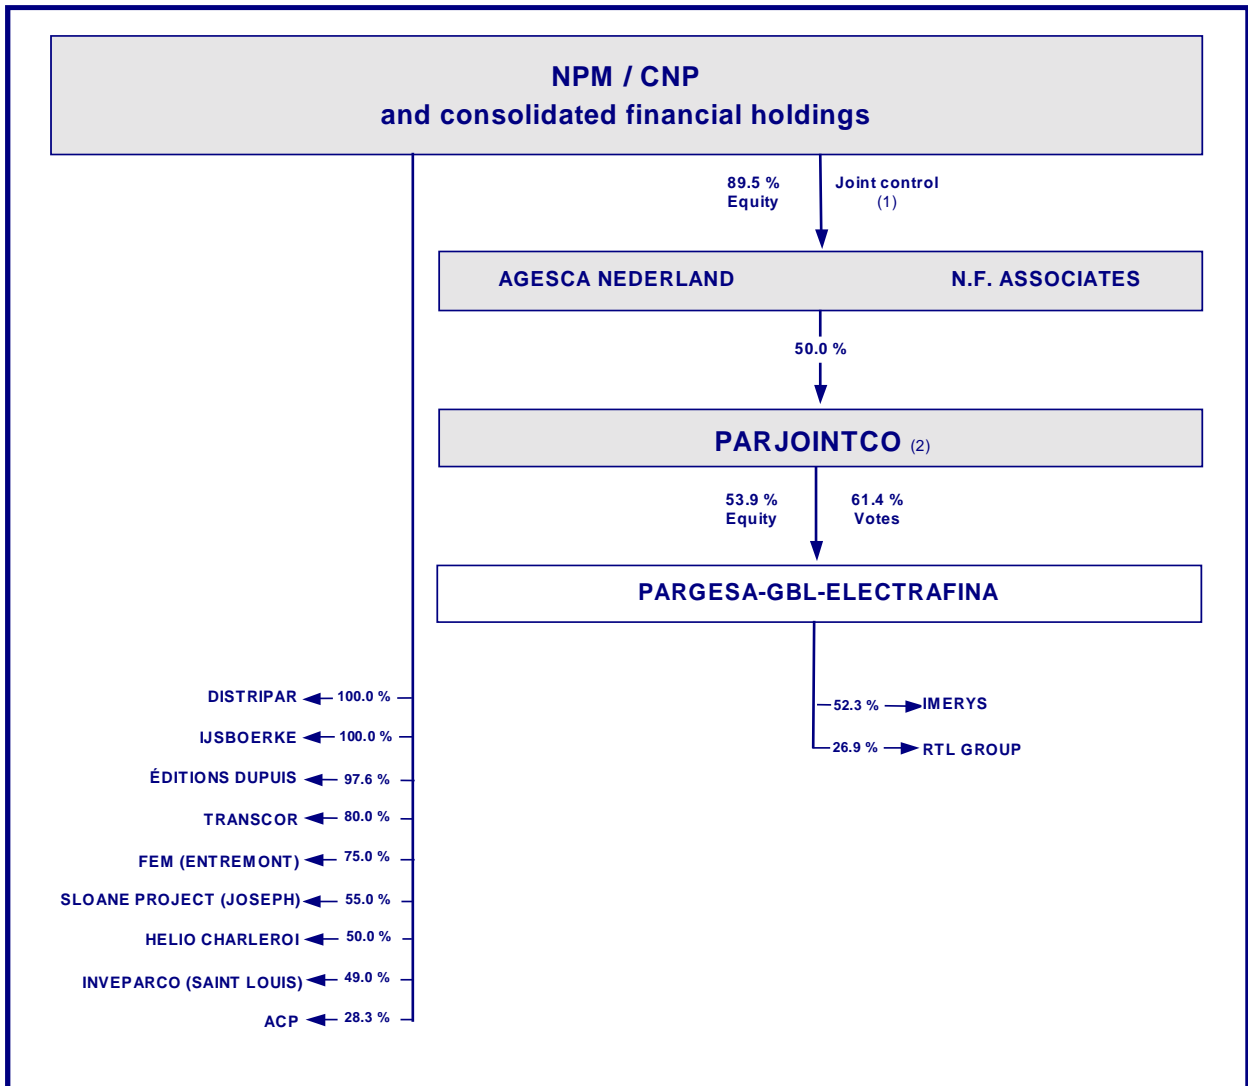 NPM / CNP
and consolidated financial holdings
89.5 %
Equity
Joint control
(1)
AGESCA NEDERLAND
N.F. ASSOCIATES
50.0 %
PARJOINTCO (2)
53.9 %
Equity
61.4 %
Votes
PARGESA-GBL-ELECTRAFINA
DISTRIPAR 100.0 %
IJSBOERKE 100.0 %
ÉDITIONS DUPUIS 97.6 %
TRANSCOR 80.0 %
FEM (ENTREMONT) 75.0 %
SLOANE PROJECT (JOSEPH) 55.0 %
HELIO CHARLEROI 50.0 %
INVEPARCO (SAINT LOUIS) 49.0 %
ACP 28.3 %
52.3 % IMERYS
26.9 % RTL GROUP